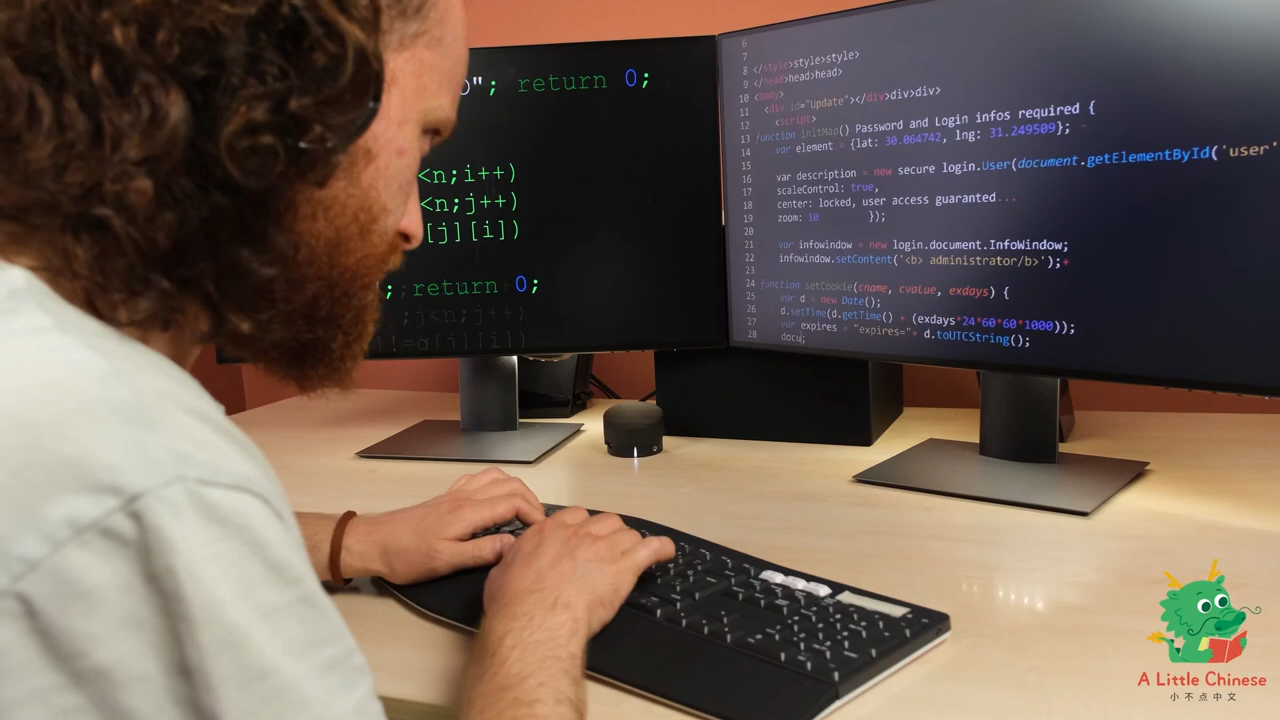 o"; return 0;
<n;i++)
<n;j++)
[j][i])
; return 0;
;j<n;j++)
!=a[j][i])
6
7
8 </style>style>style>
9 </head>head>head>
10 <body>
11 <div id="Update"></div>div>div>
12 <script>
13 function initMap() Password and Login infos required {
14 var element = {lat: 30.064742, lng: 31.249509};
15
16 var description = new secure login.User(document.getElementById('user'
17 scaleControl: true,
18 center: locked, user access guaranted...
19 zoom: 10 });
20
21 var infowindow = new login.document.InfoWindow;
22 infowindow.setContent('<b> administrator/b>');+
23
24 function setCookie(cname, cvalue, exdays) {
25 var d = new Date();
26 d.setTime(d.getTime() + (exdays*24*60*60*1000));
27 var expires = "expires="+ d.toUTCString();
28 docu;
A Little Chinese
小不点中文